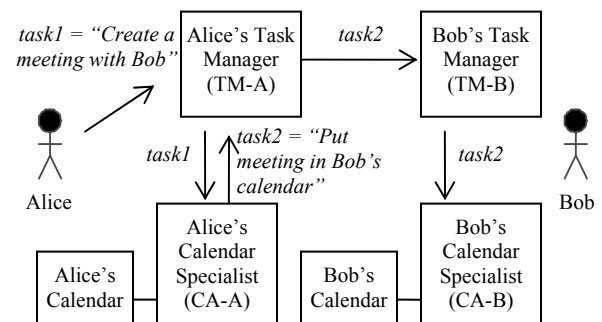 task1 = “Create a
meeting with Bob”
Alice’s Task
Manager
(TM-A)
task2
Bob’s Task
Manager
(TM-B)
task1
task2 = “Put
meeting in Bob’s
calendar”
task2
Alice
Bob
Alice’s
Calendar
Alice’s
Calendar
Specialist
(CA-A)
Bob’s
Calendar
Bob’s
Calendar
Specialist
(CA-B)